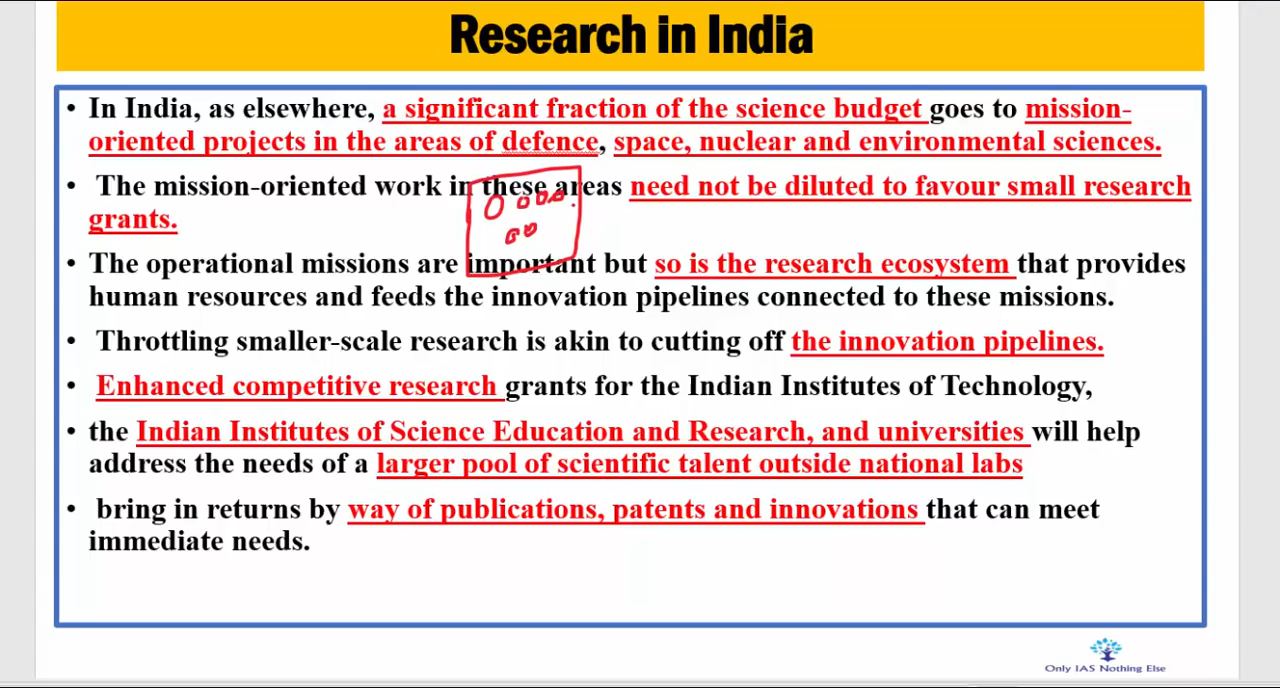 Research in India
• In India, as elsewhere, a significant fraction of the science budget goes to mission-
oriented projects in the areas of defence, space, nuclear and environmental sciences.
• The mission-oriented work in these areas need not be diluted to favour small research
grants.
• The operational missions are important but so is the research ecosystem that provides
human resources and feeds the innovation pipelines connected to these missions.
• Throttling smaller-scale research is akin to cutting off the innovation pipelines.
• Enhanced competitive research grants for the Indian Institutes of Technology,
• the Indian Institutes of Science Education and Research, and universities will help
address the needs of a larger pool of scientific talent outside national labs
• bring in returns by way of publications, patents and innovations that can meet
immediate needs.
Only IAS Nothing Else